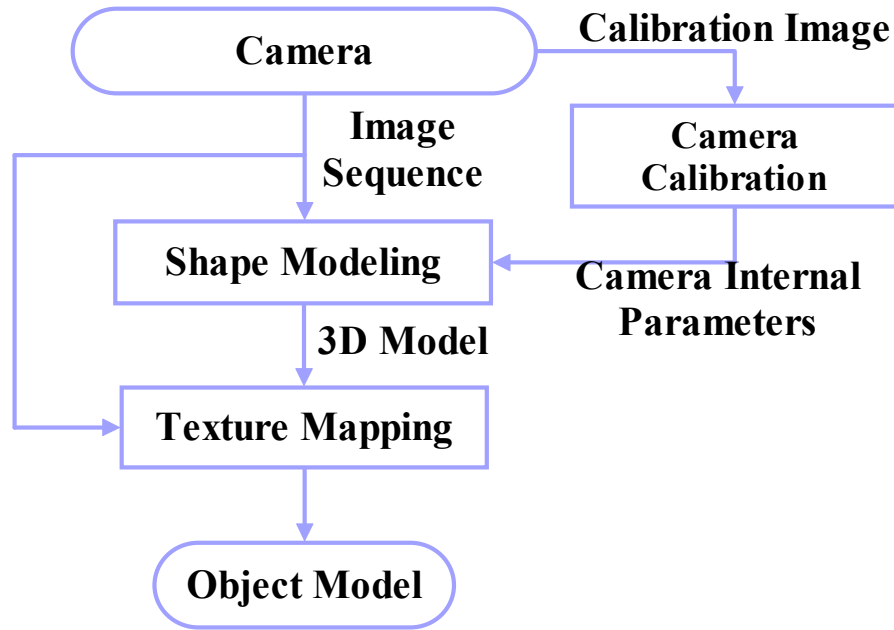 Camera
Calibration Image
Image
Sequence
Camera
Calibration
Shape Modeling
Camera Internal
Parameters
3D Model
Texture Mapping
Object Model